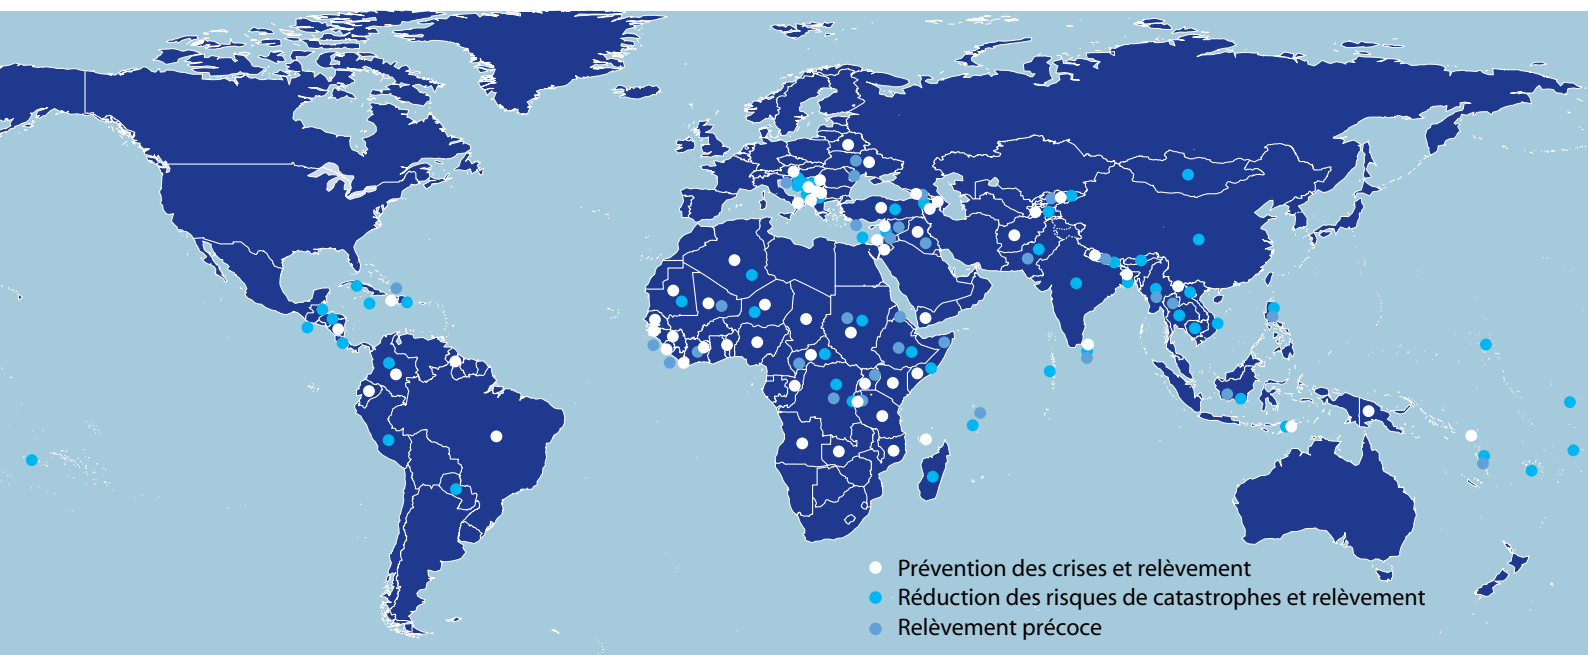 Prévention des crises et relèvement
Réduction des risques de catastrophes et relèvement
Relèvement précoce